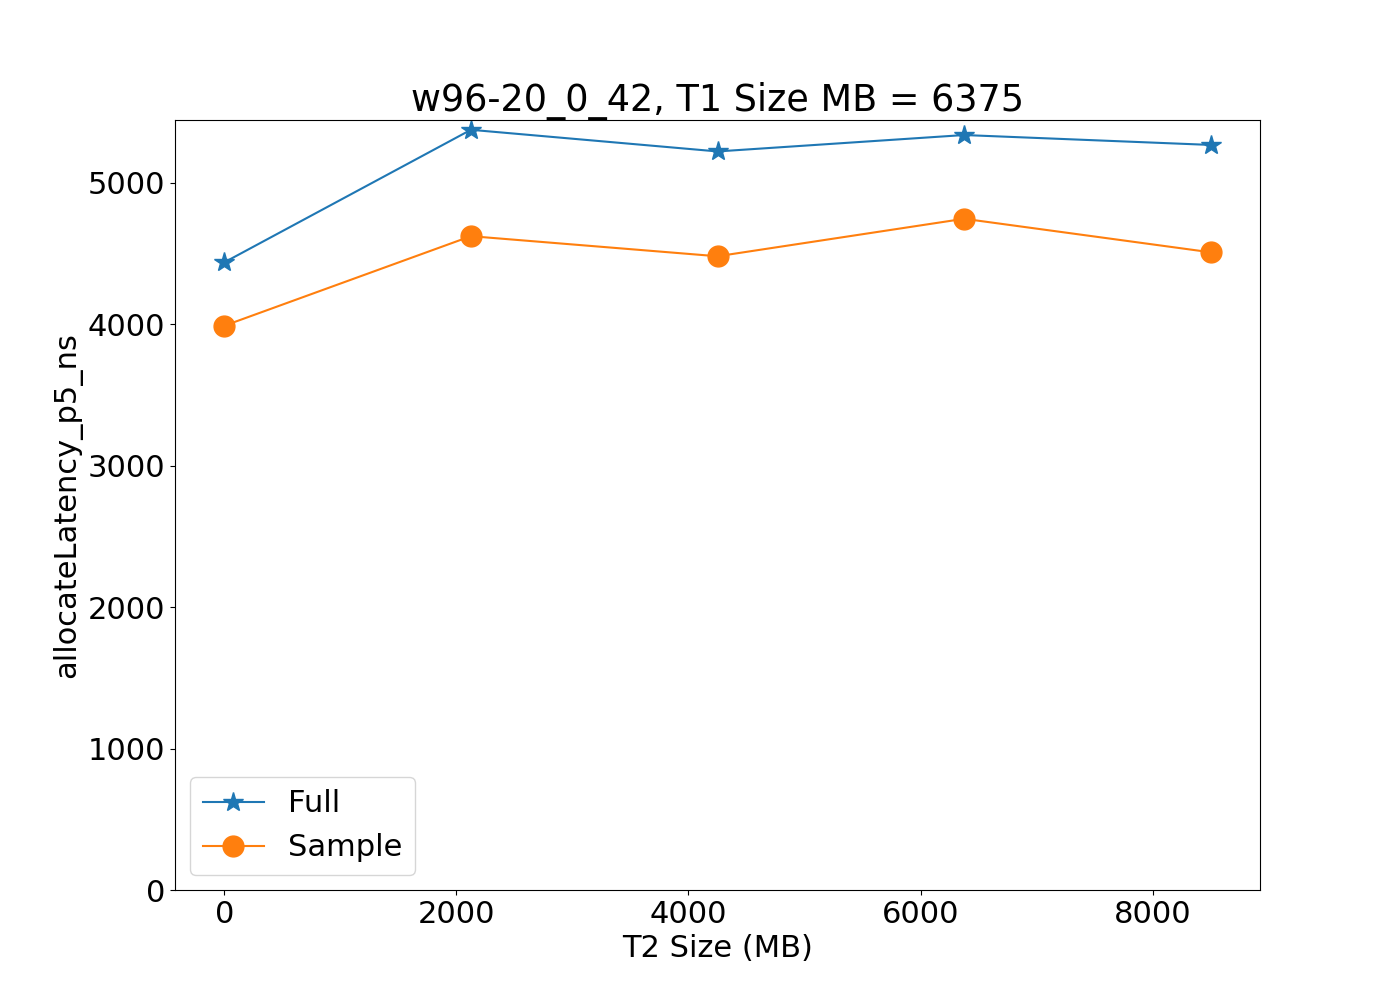 w96-20_0_42, T1 Size MB = 6375
allocateLatency_p5_ns
5000
4000
3000
2000
1000
0
Full
Sample
0 2000 4000 6000 8000
T2 Size (MB)